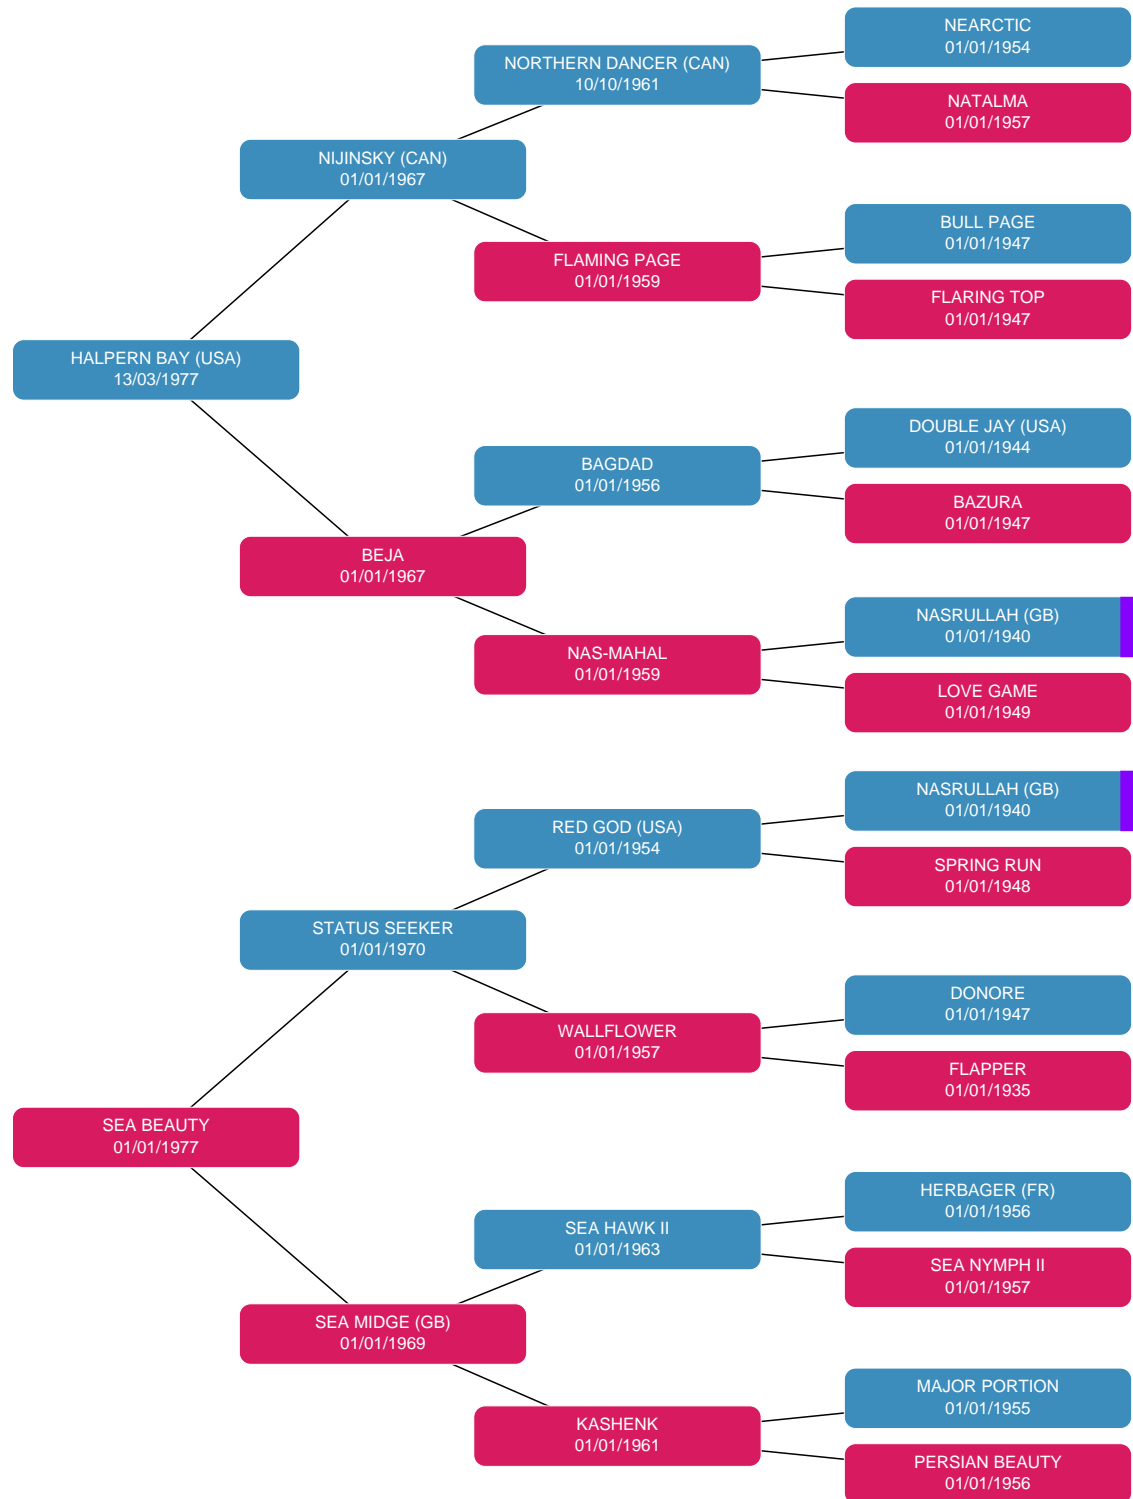 NEARCTIC
01/01/1954
NORTHERN DANCER (CAN)
10/10/1961
NATALMA
01/01/1957
NIJINSKY (CAN)
01/01/1967
BULL PAGE
01/01/1947
FLAMING PAGE
01/01/1959
FLARING TOP
01/01/1947
HALPERN BAY (USA)
13/03/1977
DOUBLE JAY (USA)
01/01/1944
BAGDAD
01/01/1956
BAZURA
01/01/1947
BEJA
01/01/1967
NASRULLAH (GB)
01/01/1940
NAS-MAHAL
01/01/1959
LOVE GAME
01/01/1949
NASRULLAH (GB)
01/01/1940
RED GOD (USA)
01/01/1954
SPRING RUN
01/01/1948
STATUS SEEKER
01/01/1970
DONORE
01/01/1947
WALLFLOWER
01/01/1957
FLAPPER
01/01/1935
SEA BEAUTY
01/01/1977
HERBAGER (FR)
01/01/1956
SEA HAWK II
01/01/1963
SEA NYMPH II
01/01/1957
SEA MIDGE (GB)
01/01/1969
MAJOR PORTION
01/01/1955
KASHENK
01/01/1961
PERSIAN BEAUTY
01/01/1956